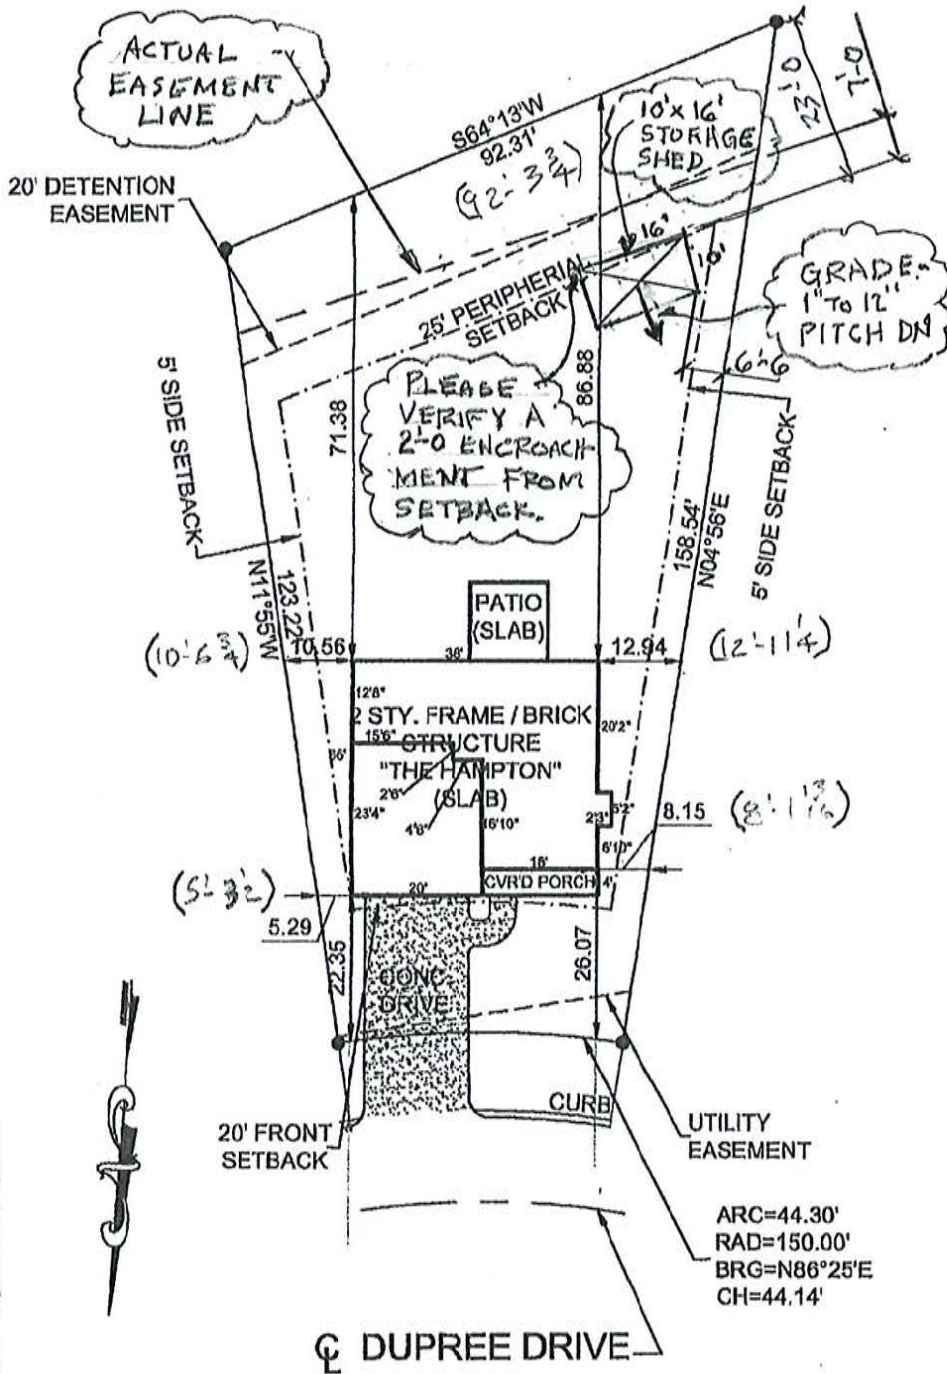 ACTUAL
EASEMENT
LINE
S64°13'W
92.31'
(92'-3 3/4)
10'x16'
STORAGE
SHED
23'-0
7'-0
20' DETENTION
EASEMENT
16'
10'
25' PERIPHERIAL
SETBACK
GRADE
1" TO 12"
PITCH DN
6'-6
PLEASE
VERIFY A
2'-0 ENCROACH
MENT FROM
SETBACK.
71.38
86.88
5' SIDE SETBACK
N11°55'W
123.22'
158.54'
N04°56'E
5' SIDE SETBACK
PATIO
(SLAB)
(10'-6 3/4)
10.56
38'
12.94
(12'-11 1/4)
12'8"
2 STY. FRAME / BRICK
15'6"
STRUCTURE
20'2"
36'
"THE HAMPTON"
2'6"
(SLAB)
23'4"
4'8"
16'10"
2'3"
5'2"
8.15
(8'-1 13/16)
6'10"
18'
CVR'D PORCH
4'
(5'-3 1/2)
20'
5.29
22.35
26.07
CONC
DRIVE
CURB
20' FRONT
SETBACK
UTILITY
EASEMENT
ARC=44.30'
RAD=150.00'
BRG=N86°25'E
CH=44.14'
℄ DUPREE DRIVE